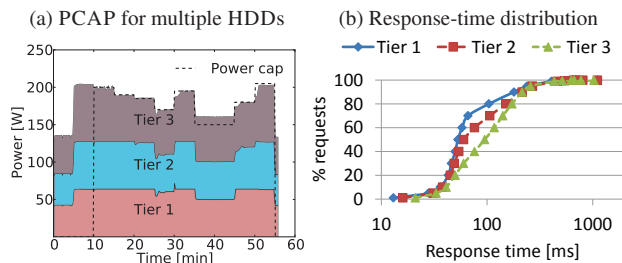 (a) PCAP for multiple HDDs
250
200
150
100
50
Power [W]
Power cap
Tier 3
Tier 2
Tier 1
0 10 20 30 40 50 60
Time [min]
(b) Response-time distribution
Tier 1 Tier 2 Tier 3
100
80
60
40
20
0
% requests
10 100 1000
Response time [ms]